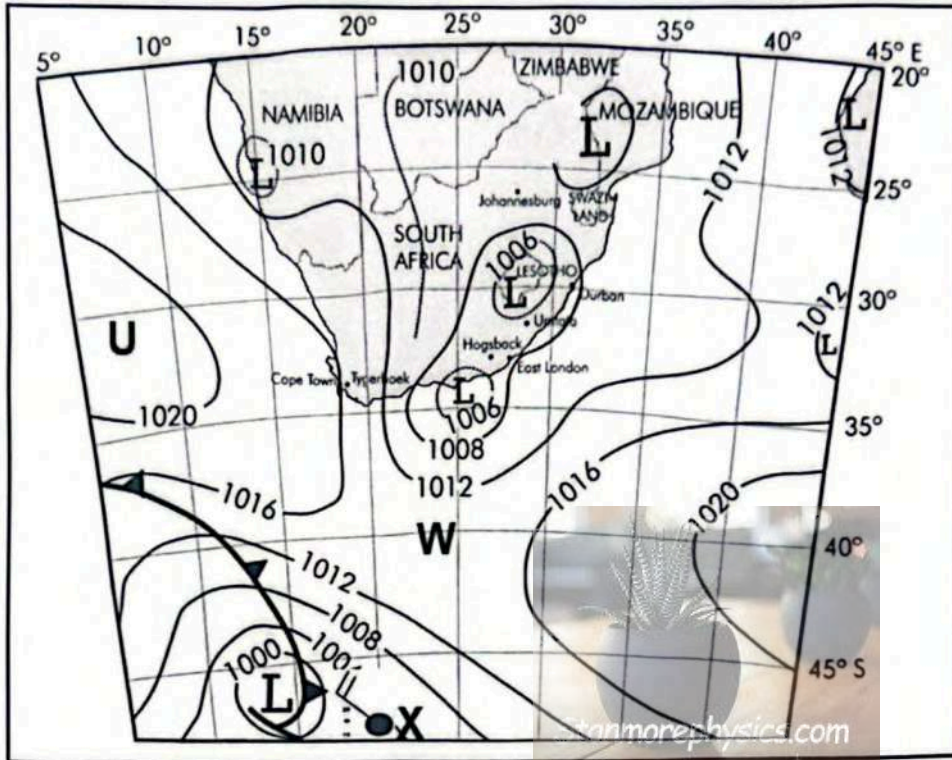 5° 10° 15° 20° 25° 30° 35° 40° 45° E
20°
1010
ZIMBABWE
NAMIBIA
BOTSWANA
MOZAMBIQUE
L
L
L
1010
1012
1012
25°
Johannesburg
SWAZI-
LAND
SOUTH
AFRICA
1006
LESOTHO
L
Durban
30°
1012
U
Umtata
L
Hogsback
East London
Cape Town
L
1020
1006
35°
1008
1012
1016
1016
1020
W
40°
1012
1008
1000
L
45° S
X
Stanmorephysics.com